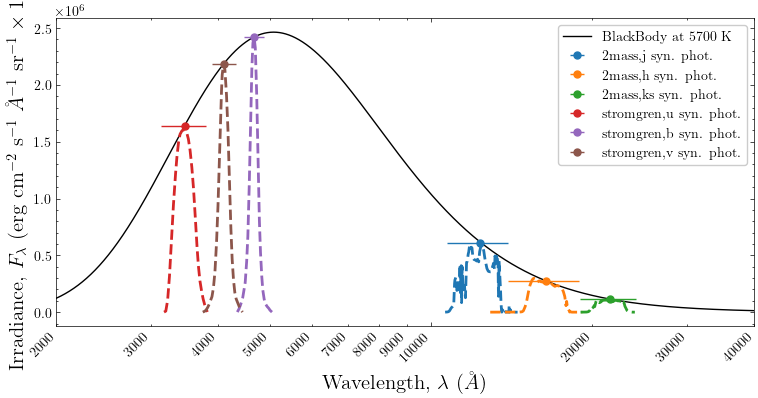 ×10⁶
2.5
2.0
1.5
1.0
0.5
0.0
Irradiance, Fλ (erg cm⁻² s⁻¹ Å⁻¹ sr⁻¹ × 1
BlackBody at 5700 K
2mass,j syn. phot.
2mass,h syn. phot.
2mass,ks syn. phot.
stromgren,u syn. phot.
stromgren,b syn. phot.
stromgren,v syn. phot.
2000 3000 4000 5000 6000 7000 8000 9000 10000 20000 30000 40000
Wavelength, λ (Å)